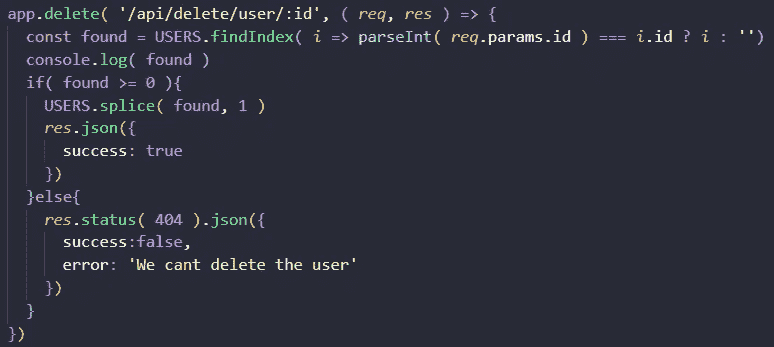 app.delete( '/api/delete/user/:id', ( req, res ) => {
  const found = USERS.findIndex( i => parseInt( req.params.id ) === i.id ? i : '')
  console.log( found )
  if( found >= 0 ){
    USERS.splice( found, 1 )
    res.json({
      success: true
    })
  }else{
    res.status( 404 ).json({
      success:false,
      error: 'We cant delete the user'
    })
  }
})